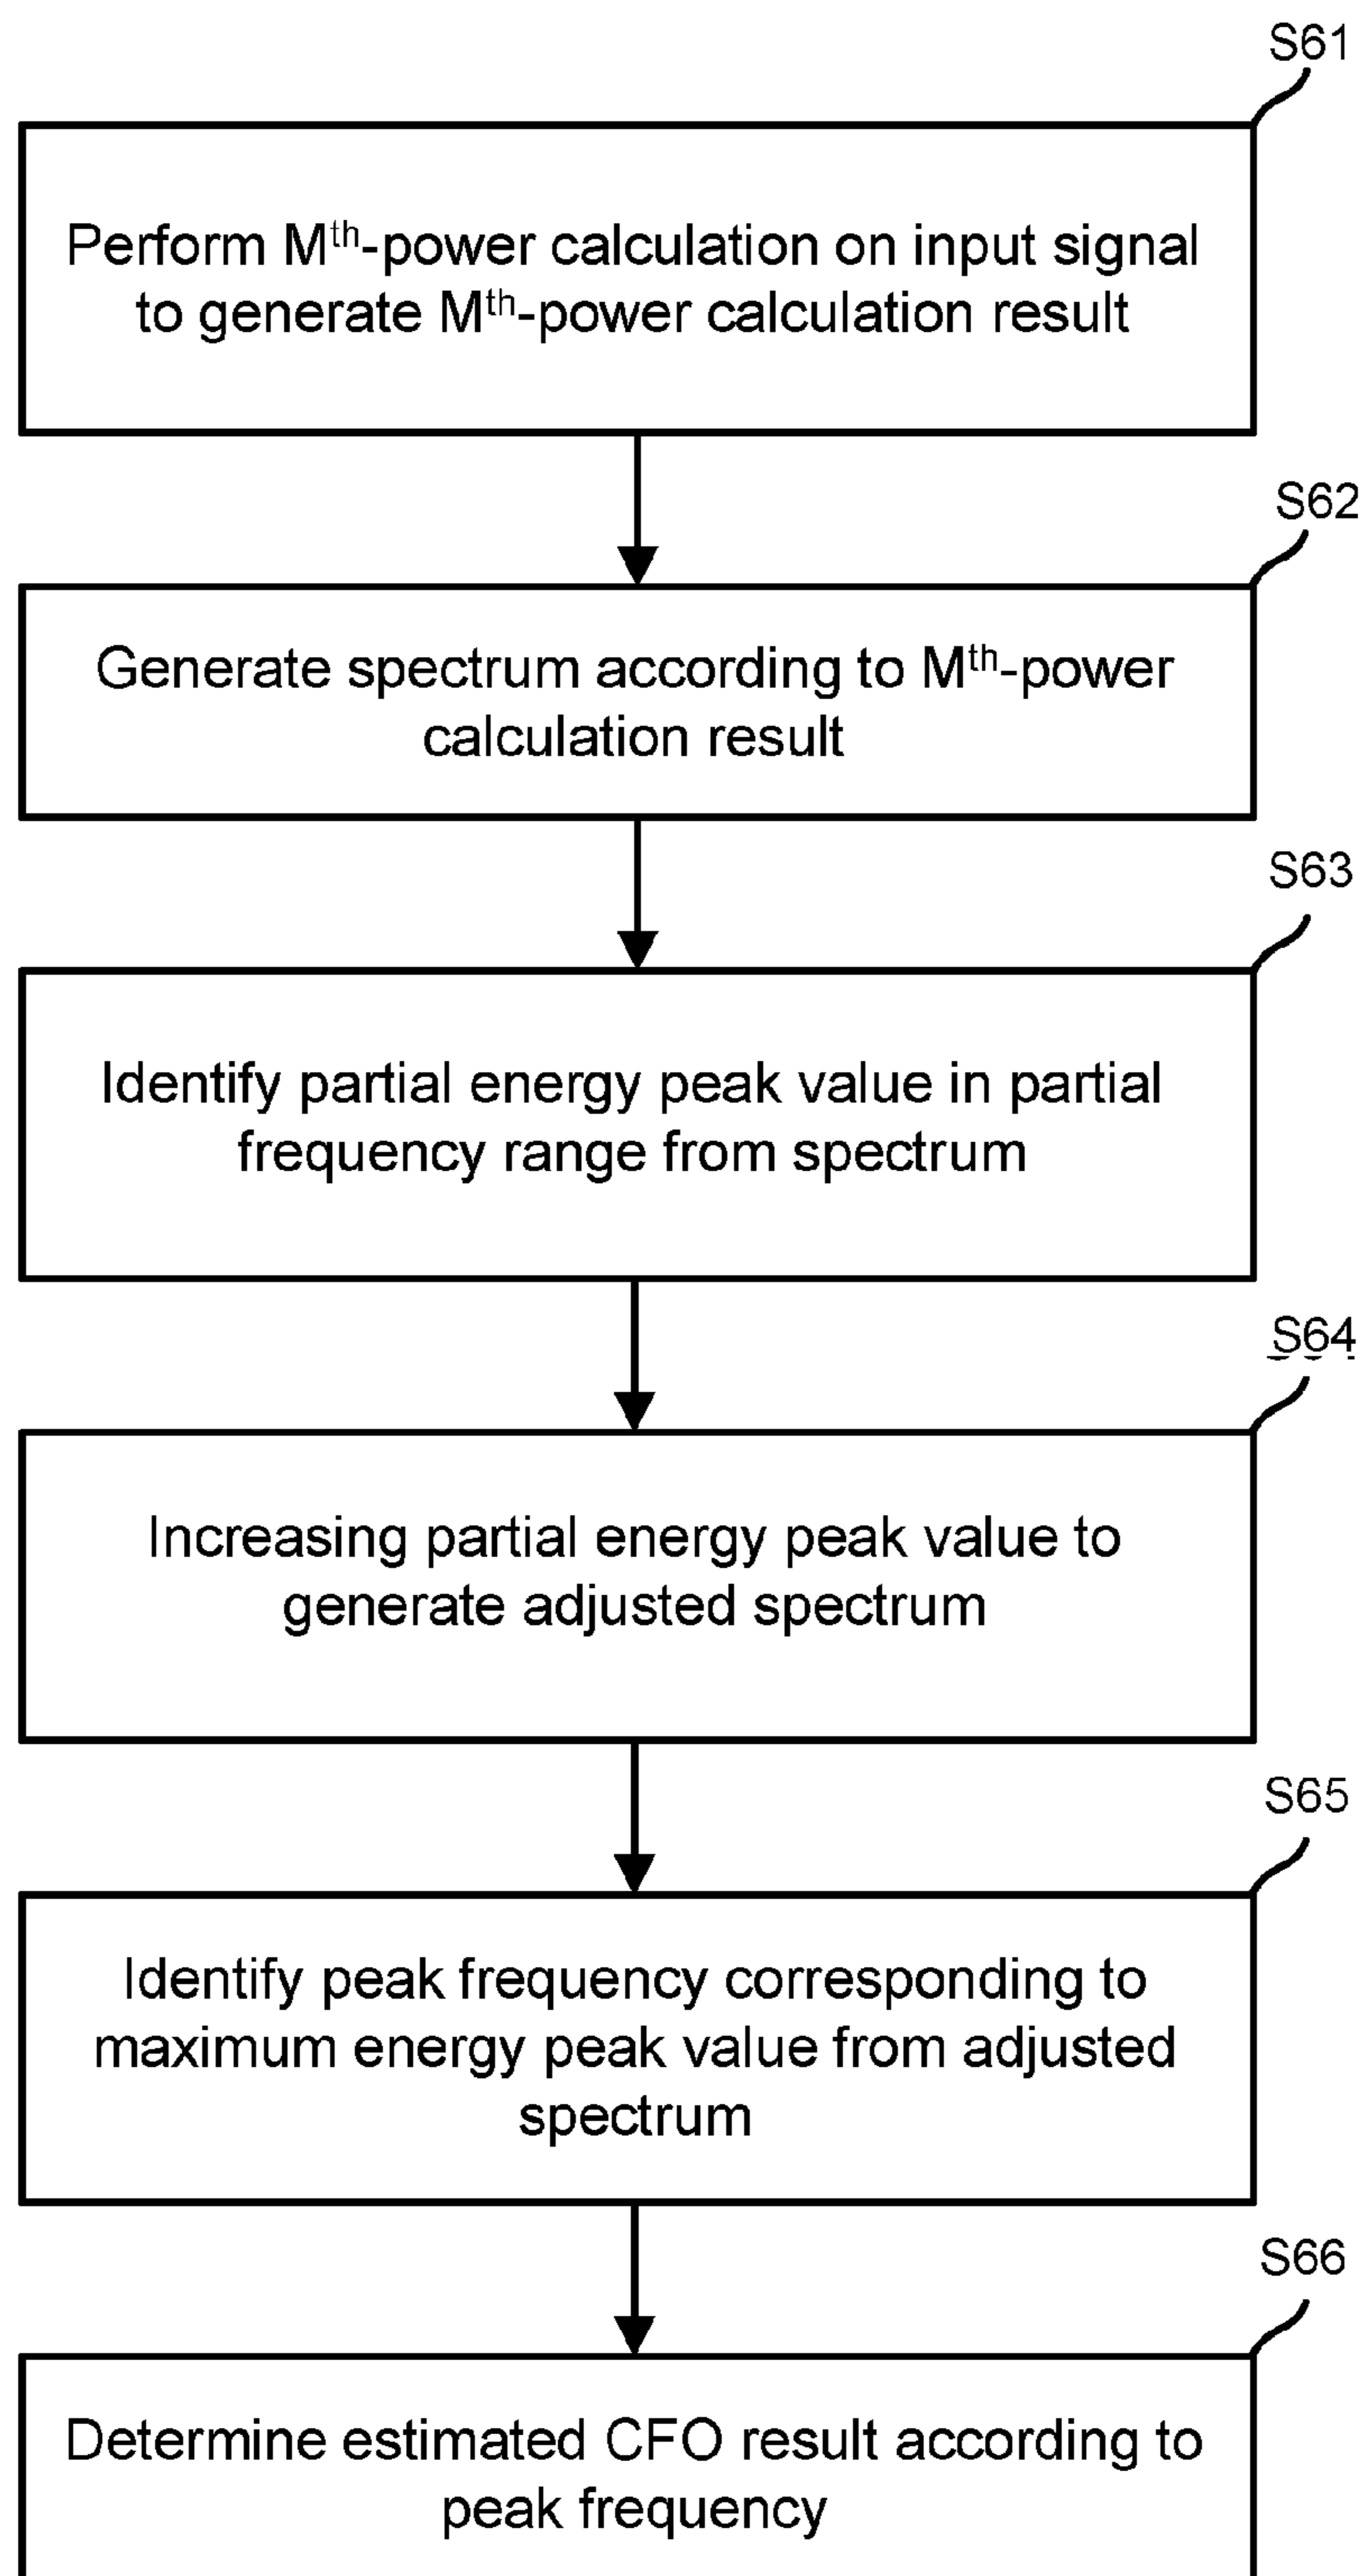 S61
Perform Mth-power calculation on input signal
to generate Mth-power calculation result
S62
Generate spectrum according to Mth-power
calculation result
S63
Identify partial energy peak value in partial
frequency range from spectrum
S64
Increasing partial energy peak value to
generate adjusted spectrum
S65
Identify peak frequency corresponding to
maximum energy peak value from adjusted
spectrum
S66
Determine estimated CFO result according to
peak frequency